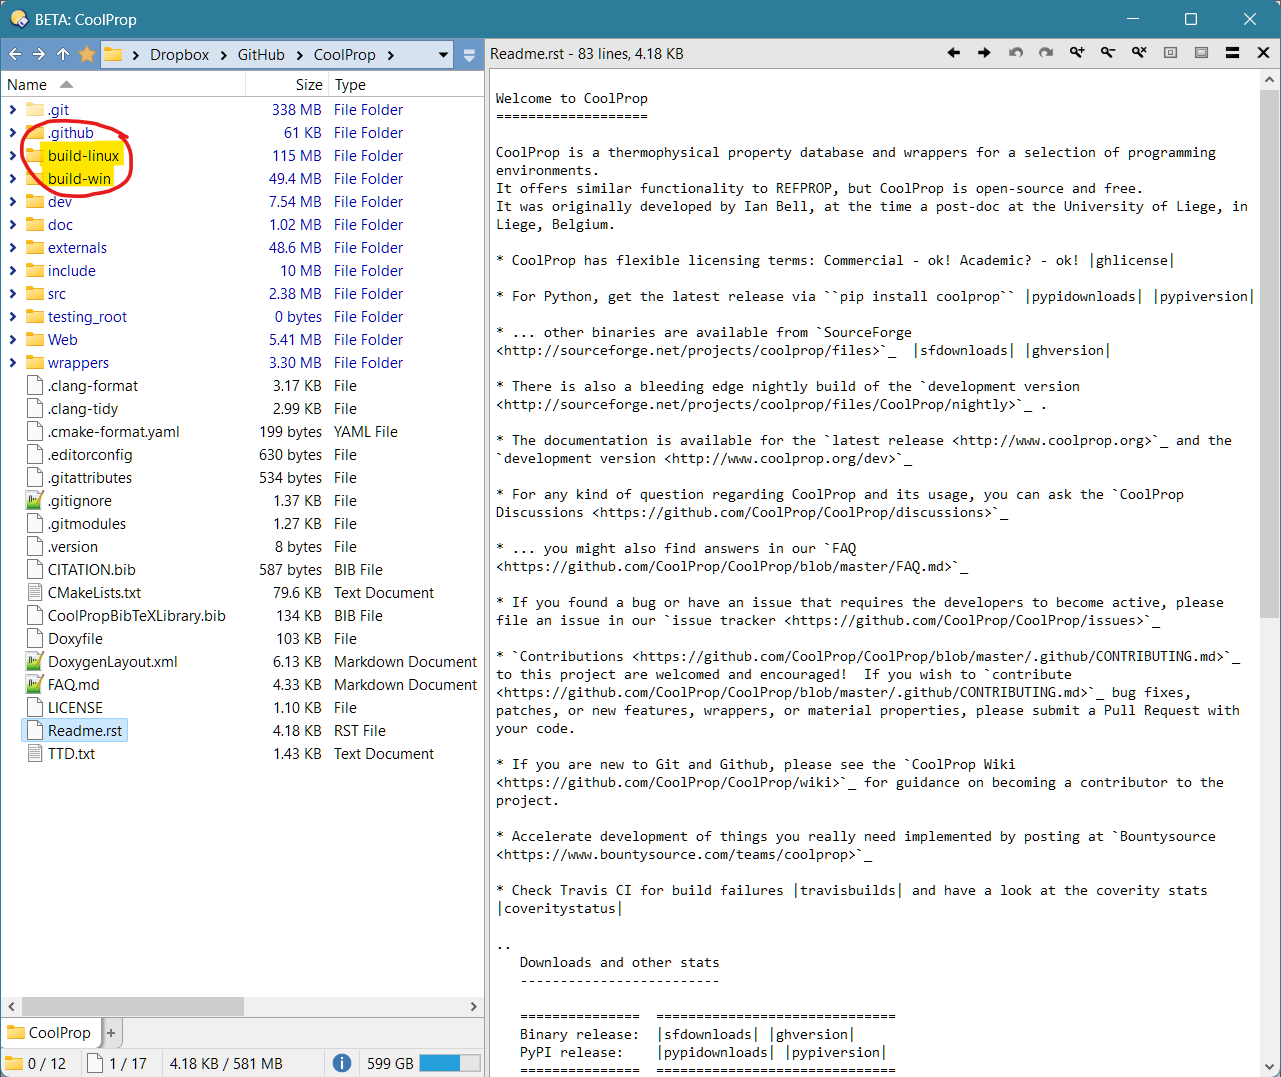 BETA: CoolProp
Dropbox GitHub CoolProp
Name Size Type
.git 338 MB File Folder
.github 61 KB File Folder
build-linux 115 MB File Folder
build-win 49.4 MB File Folder
dev 7.54 MB File Folder
doc 1.02 MB File Folder
externals 48.6 MB File Folder
include 10 MB File Folder
src 2.38 MB File Folder
testing_root 0 bytes File Folder
Web 5.41 MB File Folder
wrappers 3.30 MB File Folder
.clang-format 3.17 KB File
.clang-tidy 2.99 KB File
.cmake-format.yaml 199 bytes YAML File
.editorconfig 630 bytes File
.gitattributes 534 bytes File
.gitignore 1.37 KB File
.gitmodules 1.27 KB File
.version 8 bytes File
CITATION.bib 587 bytes BIB File
CMakeLists.txt 79.6 KB Text Document
CoolPropBibTeXLibrary.bib 134 KB BIB File
Doxyfile 103 KB File
DoxygenLayout.xml 6.13 KB Markdown Document
FAQ.md 4.33 KB Markdown Document
LICENSE 1.10 KB File
Readme.rst 4.18 KB RST File
TTD.txt 1.43 KB Text Document
CoolProp +
0 / 12 1 / 17 4.18 KB / 581 MB 599 GB
Readme.rst - 83 lines, 4.18 KB
Welcome to CoolProp
===================
CoolProp is a thermophysical property database and wrappers for a selection of programming
environments.
It offers similar functionality to REFPROP, but CoolProp is open-source and free.
It was originally developed by Ian Bell, at the time a post-doc at the University of Liege, in
Liege, Belgium.
* CoolProp has flexible licensing terms: Commercial - ok! Academic? - ok! |ghlicense|
* For Python, get the latest release via ``pip install coolprop`` |pypidownloads| |pypiversion|
* ... other binaries are available from `SourceForge
<http://sourceforge.net/projects/coolprop/files>`_  |sfdownloads| |ghversion|
* There is also a bleeding edge nightly build of the `development version
<http://sourceforge.net/projects/coolprop/files/CoolProp/nightly>`_ .
* The documentation is available for the `latest release <http://www.coolprop.org>`_ and the
`development version <http://www.coolprop.org/dev>`_
* For any kind of question regarding CoolProp and its usage, you can ask the `CoolProp
Discussions <https://github.com/CoolProp/CoolProp/discussions>`_
* ... you might also find answers in our `FAQ
<https://github.com/CoolProp/CoolProp/blob/master/FAQ.md>`_
* If you found a bug or have an issue that requires the developers to become active, please
file an issue in our `issue tracker <https://github.com/CoolProp/CoolProp/issues>`_
* `Contributions <https://github.com/CoolProp/CoolProp/blob/master/.github/CONTRIBUTING.md>`_
to this project are welcomed and encouraged!  If you wish to `contribute
<https://github.com/CoolProp/CoolProp/blob/master/.github/CONTRIBUTING.md>`_ bug fixes,
patches, or new features, wrappers, or material properties, please submit a Pull Request with
your code.
* If you are new to Git and Github, please see the `CoolProp Wiki
<https://github.com/CoolProp/CoolProp/wiki>`_ for guidance on becoming a contributor to the
project.
* Accelerate development of things you really need implemented by posting at `Bountysource
<https://www.bountysource.com/teams/coolprop>`_
* Check Travis CI for build failures |travisbuilds| and have a look at the coverity stats
|coveritystatus|
..
Downloads and other stats
-------------------------
===============  ==============================
Binary release:  |sfdownloads| |ghversion|
PyPI release:    |pypidownloads| |pypiversion|
===============  ==============================